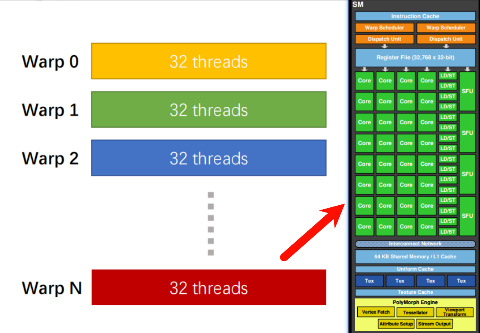 Warp 0
32 threads
Warp 1
32 threads
Warp 2
32 threads
Warp N
32 threads
SM
Instruction Cache
Warp Scheduler Warp Scheduler
Dispatch Unit Dispatch Unit
Register File (32,768 x 32-bit)
Core Core Core Core LD/ST
LD/ST
SFU
Core Core Core Core LD/ST
LD/ST
Core Core Core Core LD/ST
LD/ST
SFU
Core Core Core Core LD/ST
LD/ST
Core Core Core Core LD/ST
LD/ST
SFU
Core Core Core Core LD/ST
LD/ST
Core Core Core Core LD/ST
LD/ST
SFU
Core Core Core Core LD/ST
LD/ST
Interconnect Network
64 KB Shared Memory / L1 Cache
Uniform Cache
Tex Tex Tex Tex
Texture Cache
PolyMorph Engine
Vertex Fetch Tessellator Viewport Transform
Attribute Setup Stream Output